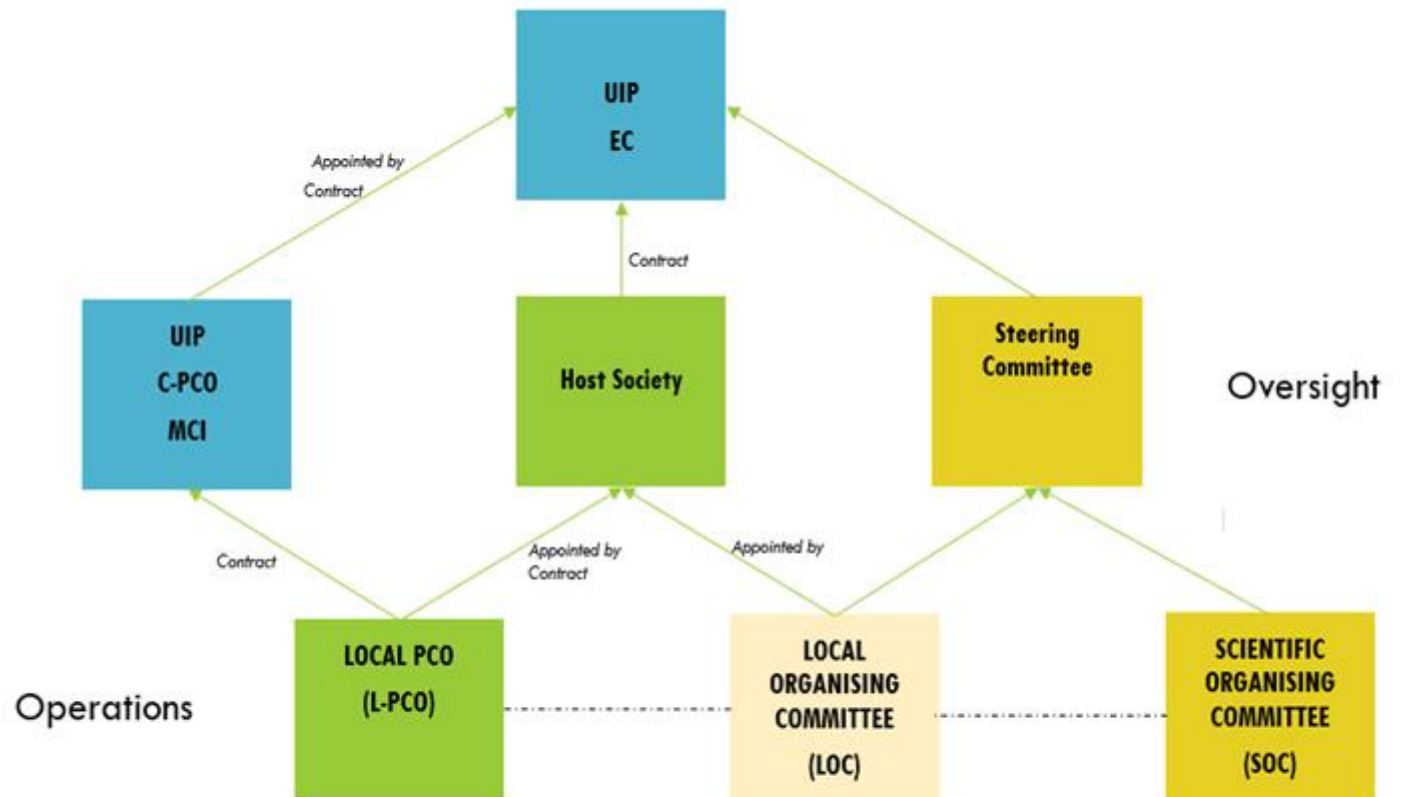 UIP
EC
Appointed by
Contract
Contract
UIP
C-PCO
MCI
Host Society
Steering
Committee
Oversight
Contract
Appointed by
Contract
Appointed by
Operations
LOCAL PCO
(L-PCO)
LOCAL
ORGANISING
COMMITTEE
(LOC)
SCIENTIFIC
ORGANISING
COMMITTEE
(SOC)